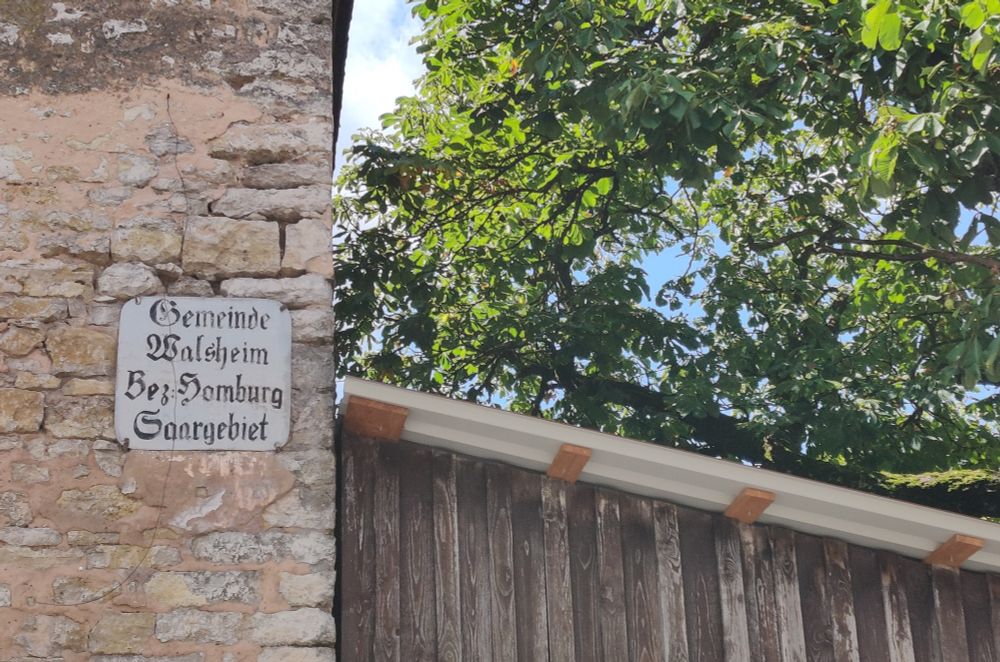 Gemeinde
Walsheim
Bez: Homburg
Saargebiet